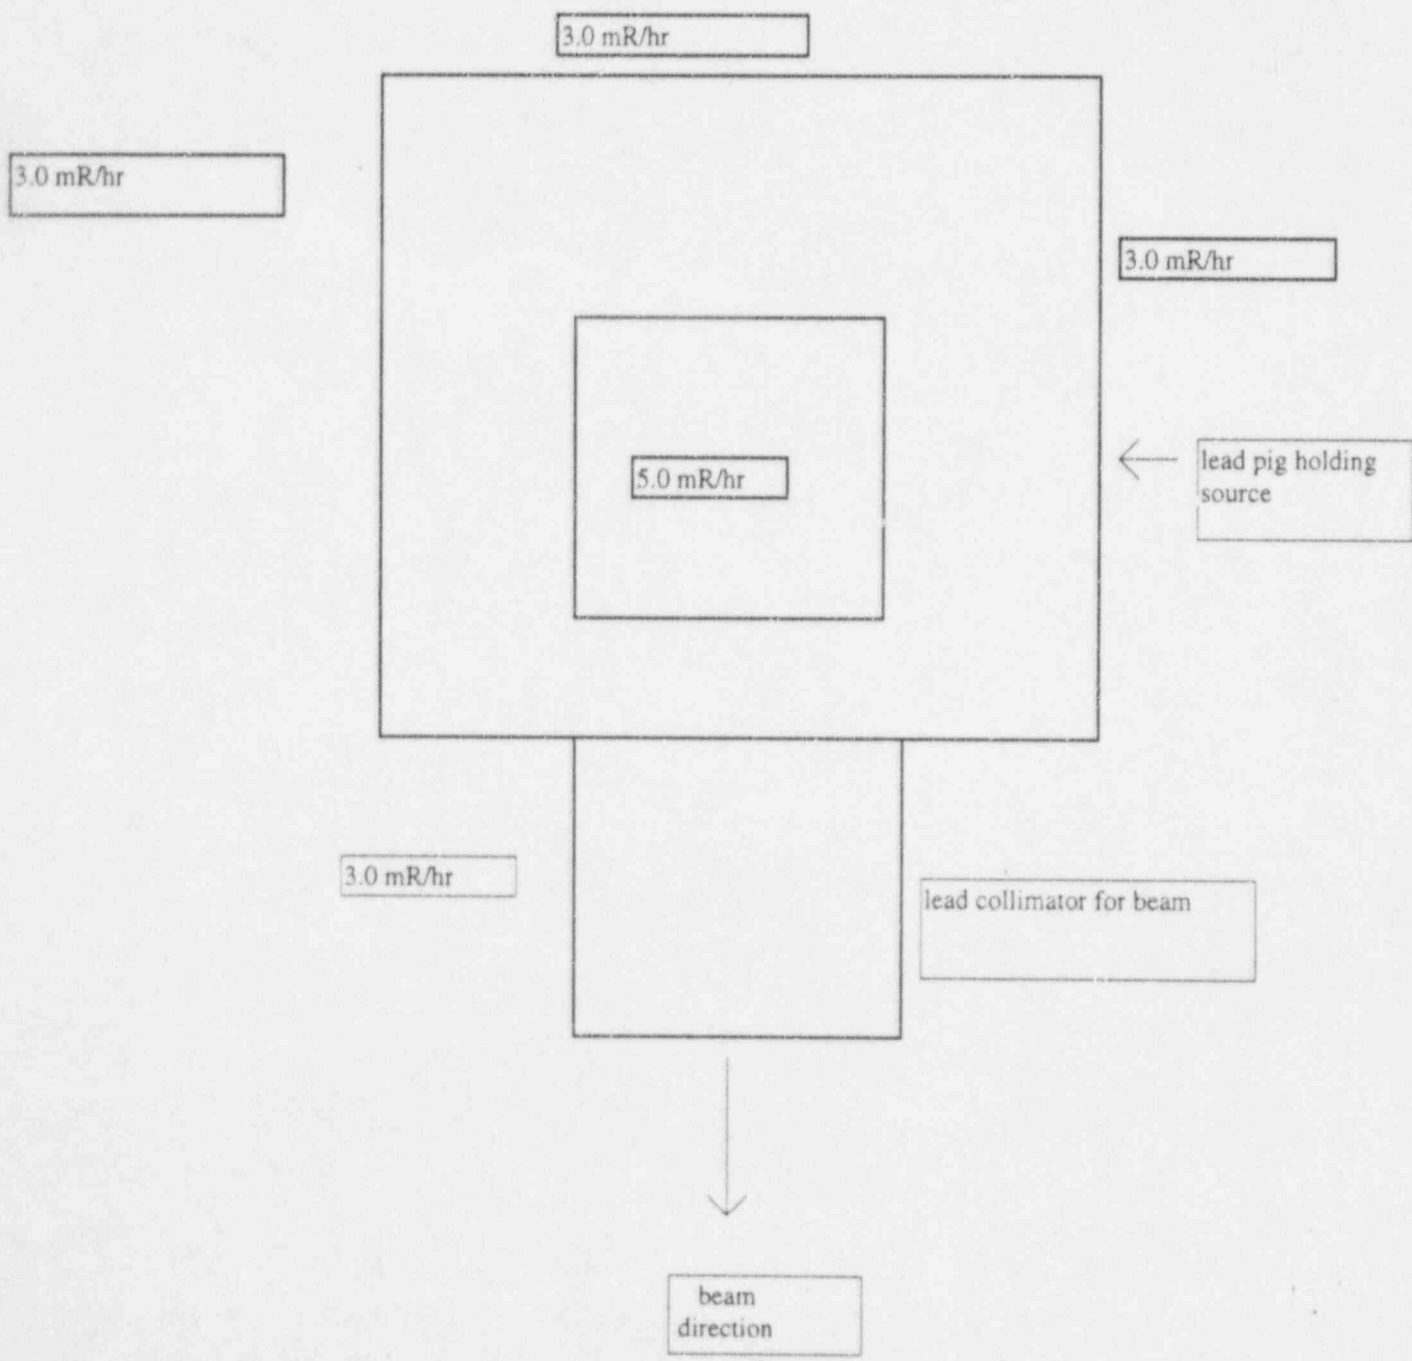 3.0 mR/hr
3.0 mR/hr
3.0 mR/hr
5.0 mR/hr
lead pig holding
source
3.0 mR/hr
lead collimator for beam
beam
direction